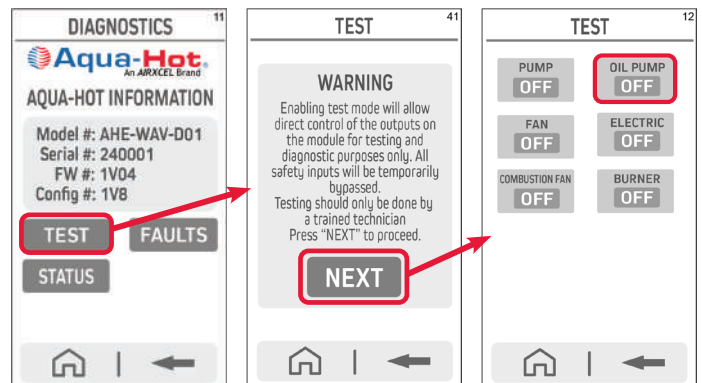 DIAGNOSTICS
11
Aqua-Hot.
An AIRXCEL Brand
AQUA-HOT INFORMATION
Model #: AHE-WAV-D01
Serial #: 240001
FW #: 1V04
Config #: 1V8
TEST
FAULTS
STATUS
TEST
41
WARNING
Enabling test mode will allow
direct control of the outputs on
the module for testing and
diagnostic purposes only. All
safety inputs will be temporarily
bypassed.
Testing should only be done by
a trained technician
Press "NEXT" to proceed.
NEXT
TEST
12
PUMP
OFF
OIL PUMP
OFF
FAN
OFF
ELECTRIC
OFF
COMBUSTION FAN
OFF
BURNER
OFF